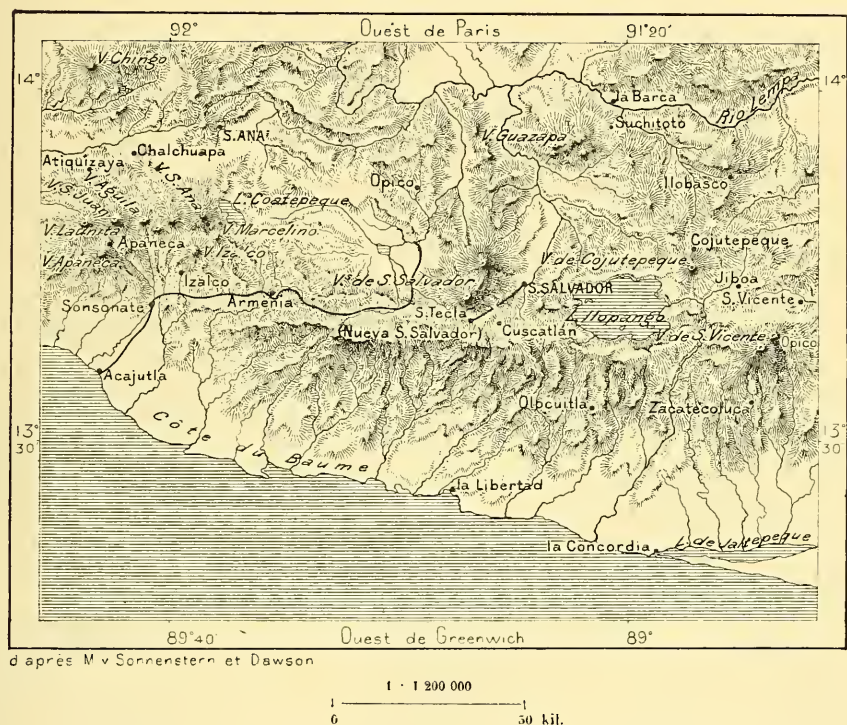 92° Ouest de Paris 91°20'
V. Chingo
14° 14°
la Barca
Rio Lempa
Suchitoto
S. ANA
V. Guazapa
Chalchuapa
Atiquizaya
V. Aguila
V. S. Ana
Opico
Ilobasco
V. S. Juan
L. Coatepeque
V. Launita
V. Marcelino
Apaneca
Cojutepeque
V. Izalco
V. de Cojutepeque
V. Apaneca
Izalco
Vn. de S. Salvador
Jiboa
S. SALVADOR
Armenia
S. Vicente
Sonsonate
S. Tecla
L. Ilopango
(Nueva S. Salvador)
Cuscatlán
V. de S. Vicente
Opico
Acajutla
Olocuitla
Zacatecoluca
13° 30 13° 30
Côte du Baume
la Libertad
la Concordia
L. de Jaltepeque
89°40' Ouest de Greenwich 89°
d'après M v Sonnenstern et Dawson
1 : 1 200 000
0 50 kil.